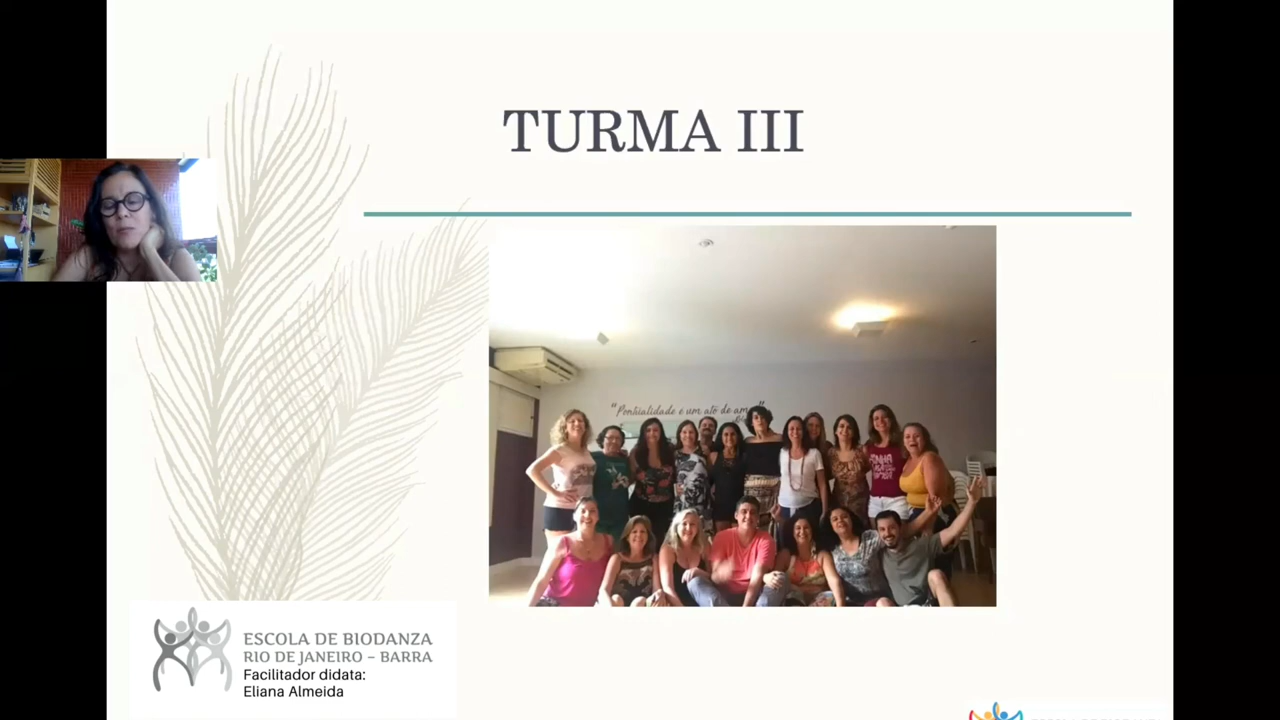 TURMA III
"Pontualidade é um ato de amor"
ESCOLA DE BIODANZA
RIO DE JANEIRO – BARRA
Facilitador didata:
Eliana Almeida